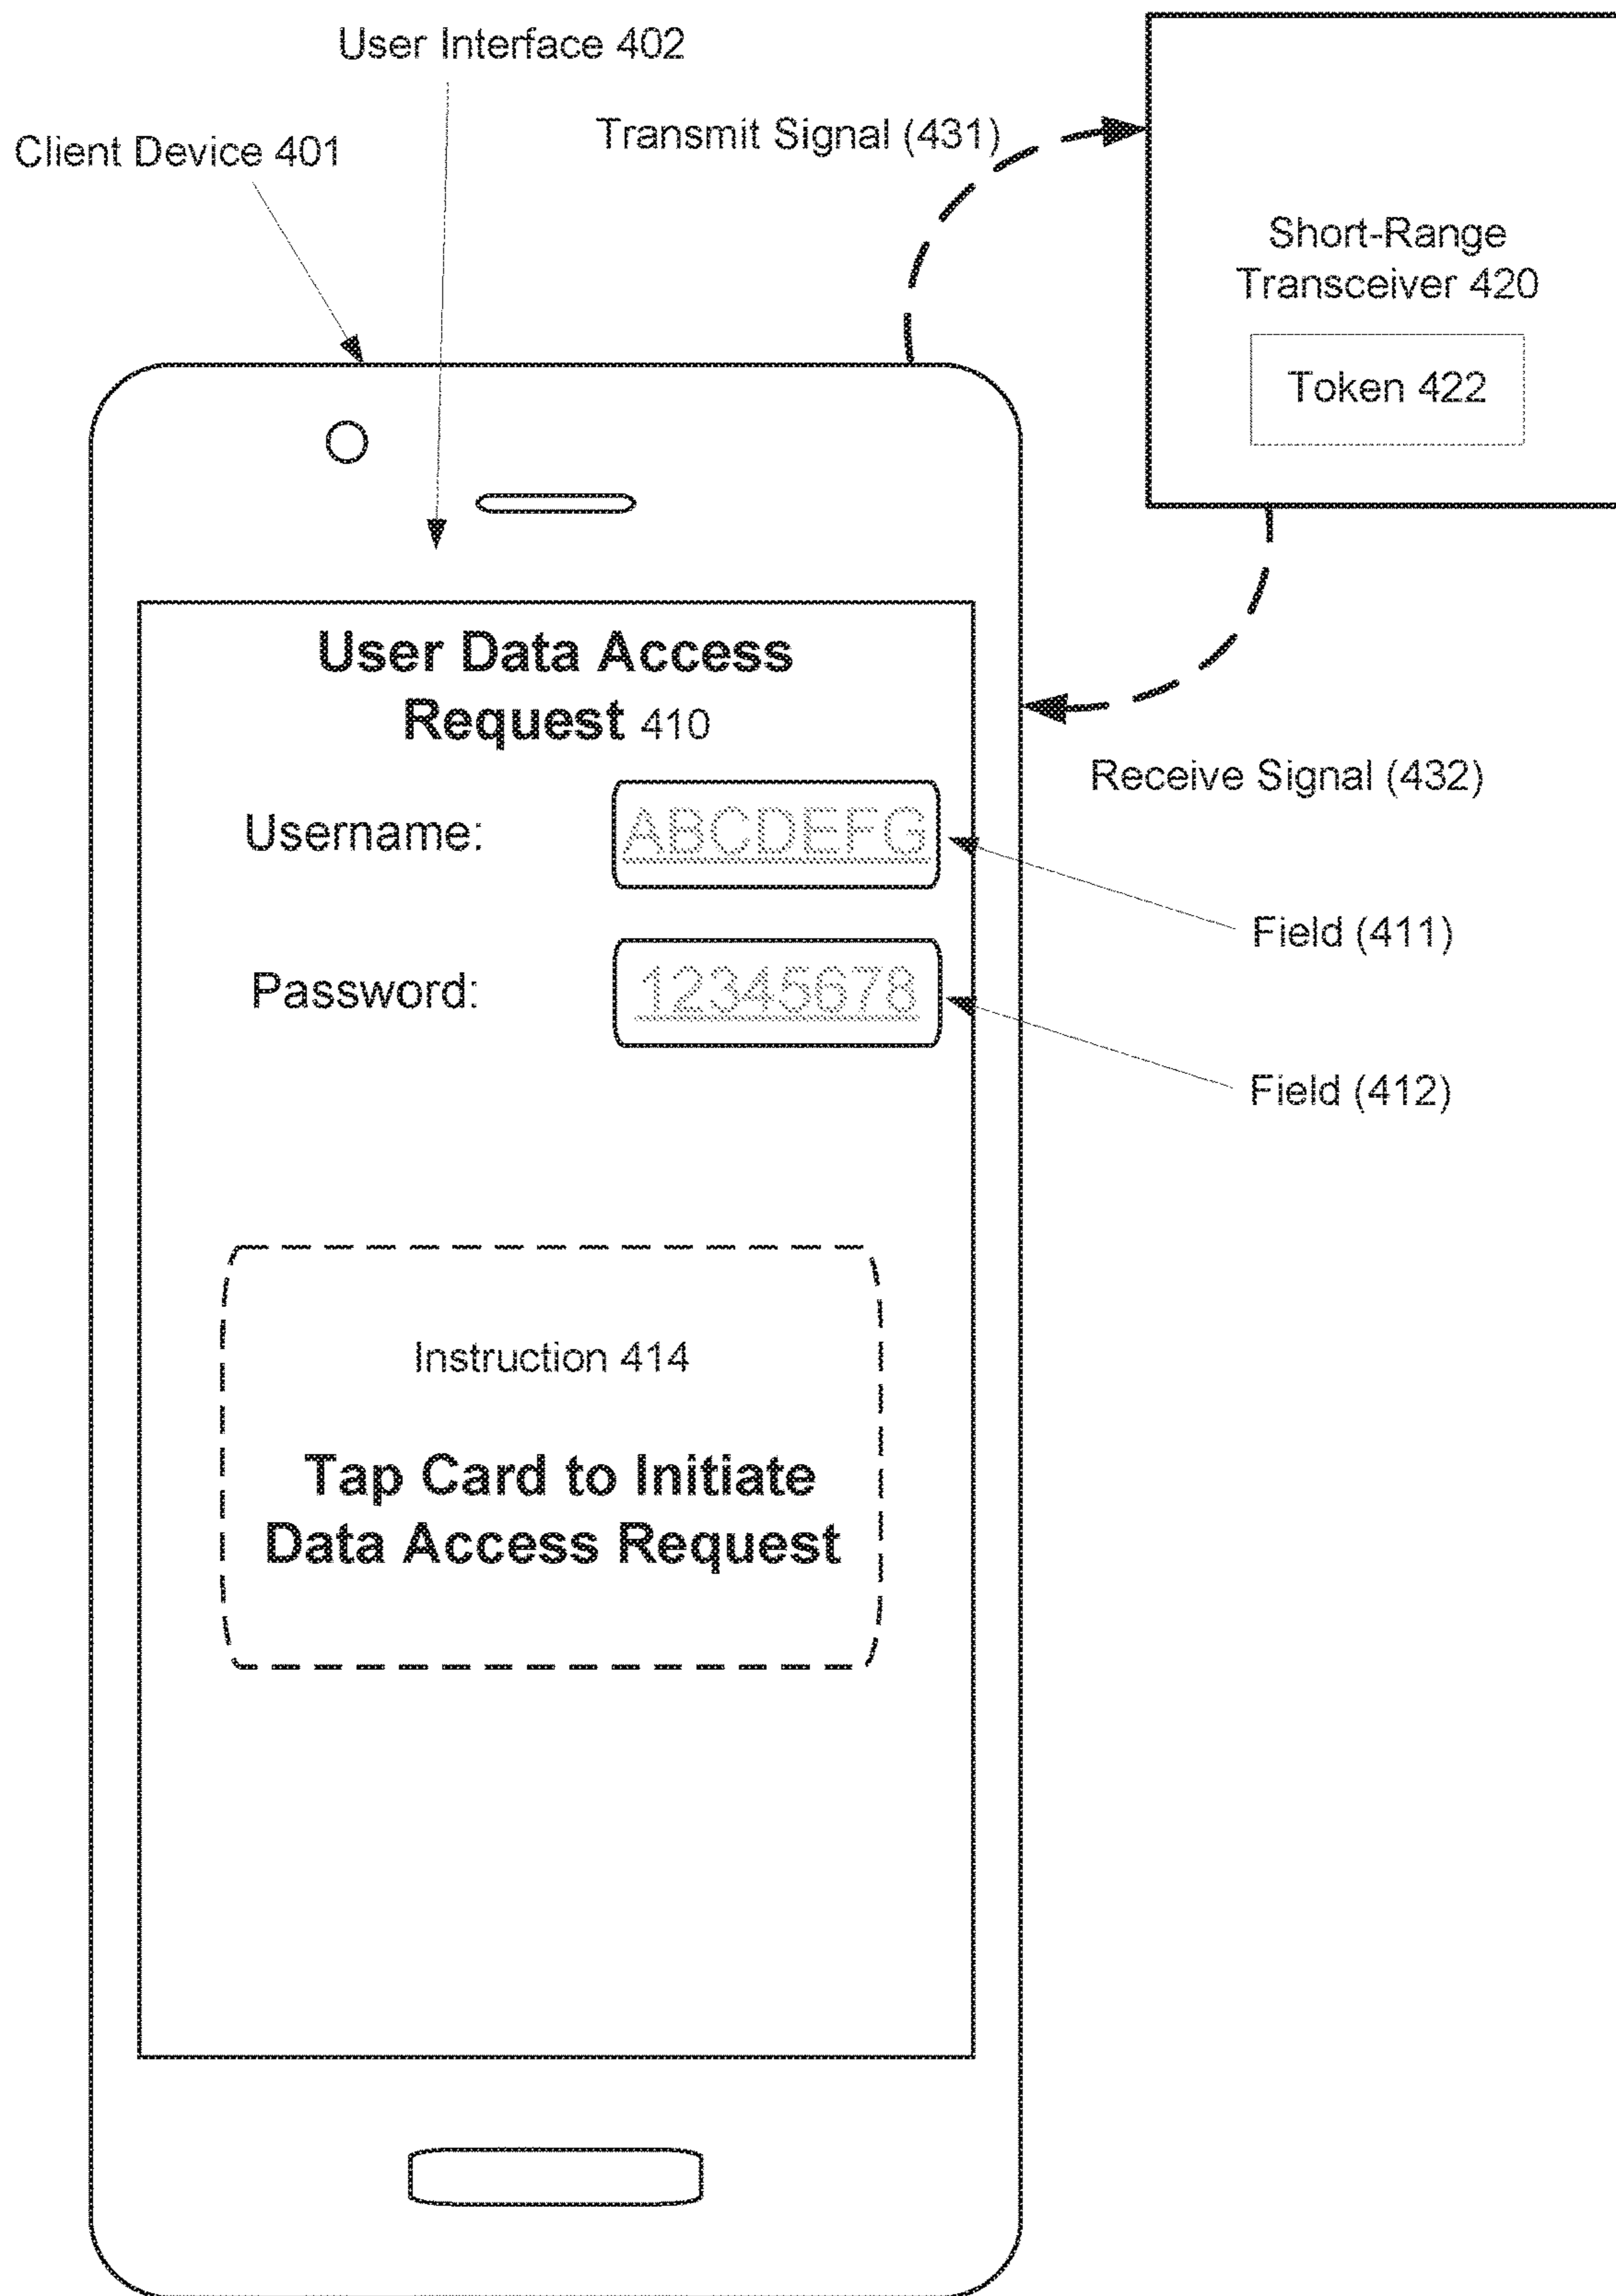 User Interface 402
Client Device 401
Transmit Signal (431)
Short-Range
Transceiver 420
Token 422
User Data Access
Request 410
Receive Signal (432)
Username:
ABCDEFG
Field (411)
Password:
12345678
Field (412)
Instruction 414
Tap Card to Initiate
Data Access Request